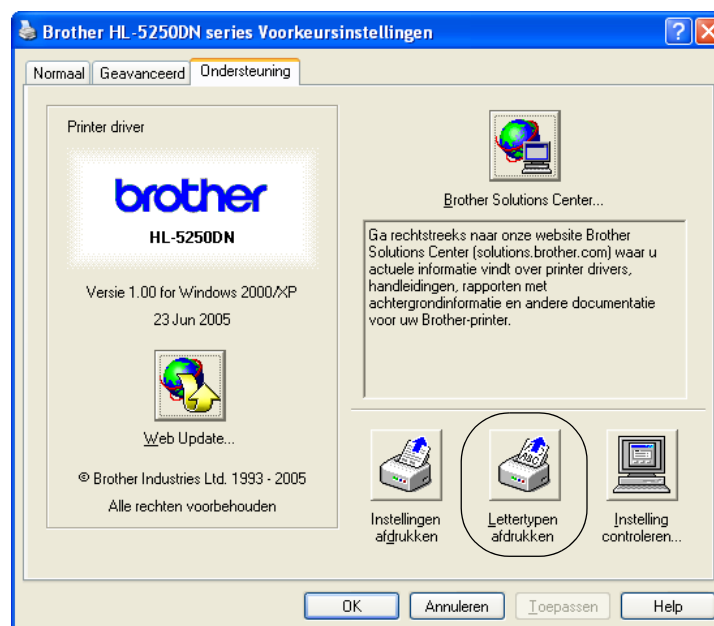 Brother HL-5250DN series Voorkeursinstellingen
Normaal
Geavanceerd
Ondersteuning
Printer driver
brother
HL-5250DN
Versie 1.00 for Windows 2000/XP
23 Jun 2005
Web Update...
© Brother Industries Ltd. 1993 - 2005
Alle rechten voorbehouden
Brother Solutions Center...
Ga rechtstreeks naar onze website Brother
Solutions Center (solutions.brother.com) waar u
actuele informatie vindt over printer drivers,
handleidingen, rapporten met
achtergrondinformatie en andere documentatie
voor uw Brother-printer.
Instellingen
afdrukken
ABC
Lettertypen
afdrukken
Instelling
controleren...
OK
Annuleren
Toepassen
Help